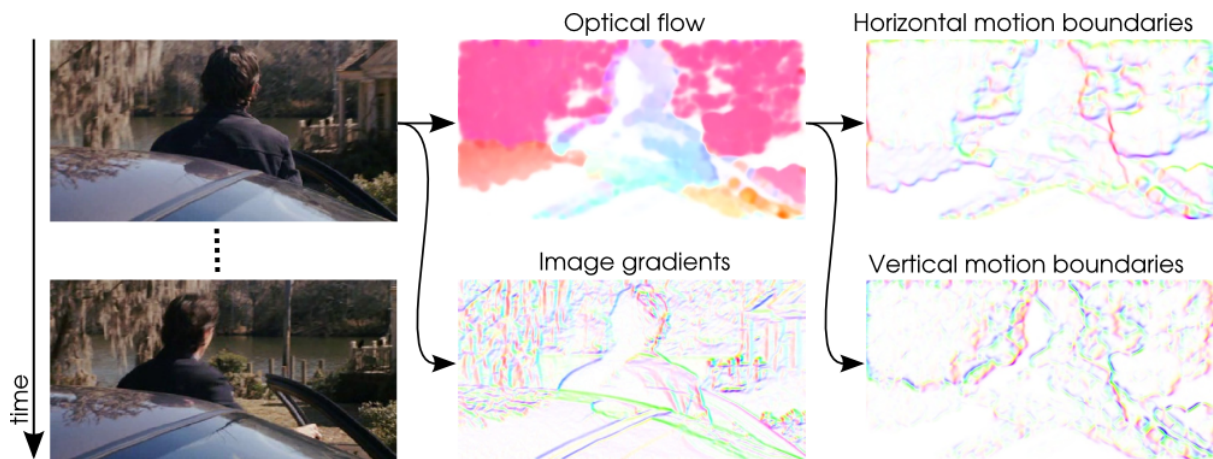 Optical flow
Horizontal motion boundaries
Image gradients
Vertical motion boundaries
time